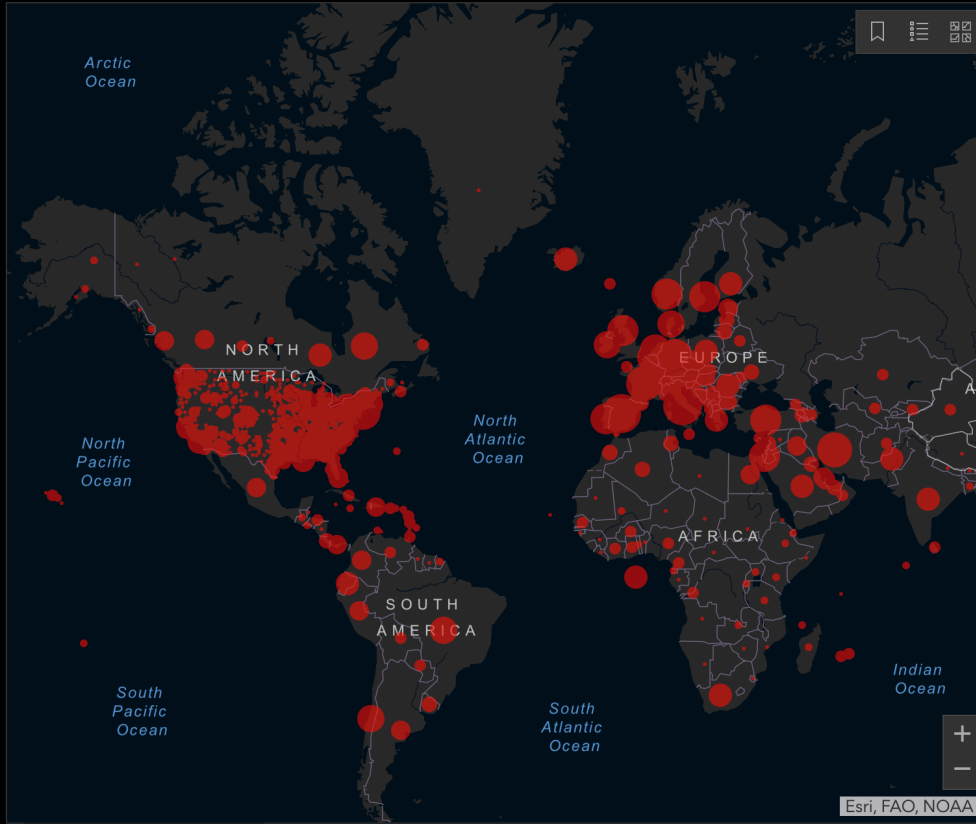 Arctic
Ocean
NORTH
AMERICA
EUROPE
A
North
Pacific
Ocean
North
Atlantic
Ocean
AFRICA
SOUTH
AMERICA
South
Pacific
Ocean
South
Atlantic
Ocean
Indian
Ocean
+
−
Esri, FAO, NOAA